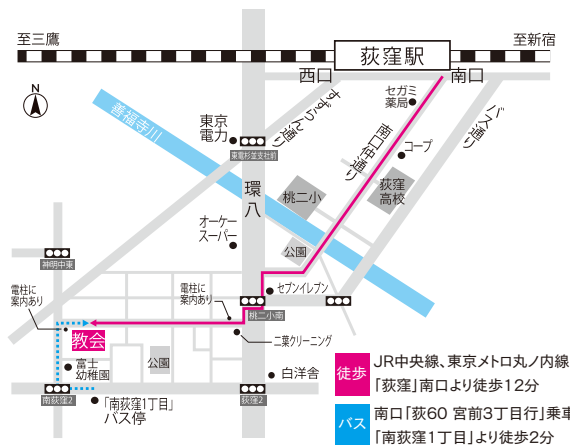 至三鷹
荻窪駅
至新宿
西口
南口
N
セガミ
薬局
すずらん通り
バス通り
善福寺川
東京
電力
南口仲通り
コープ
東電杉並支社前
荻窪
高校
環八
桃二小
オーケー
スーパー
公園
神明中東
電柱に
案内あり
電柱に
案内あり
セブンイレブン
桃二小南
教会
二葉クリーニング
富士
幼稚園
公園
白洋舎
南荻窪2
荻窪2
「南荻窪1丁目」
バス停
徒歩
JR中央線、東京メトロ丸ノ内線
「荻窪」南口より徒歩12分
バス
南口「荻60 宮前3丁目行」乗車
「南荻窪1丁目」より徒歩2分